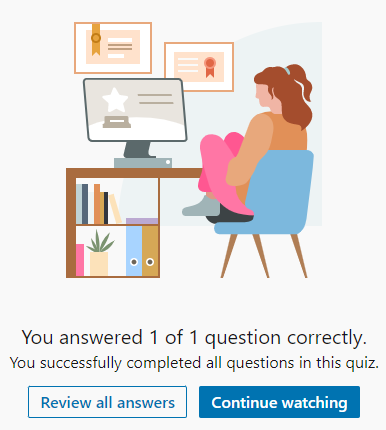 You answered 1 of 1 question correctly.
You successfully completed all questions in this quiz.
Review all answers
Continue watching